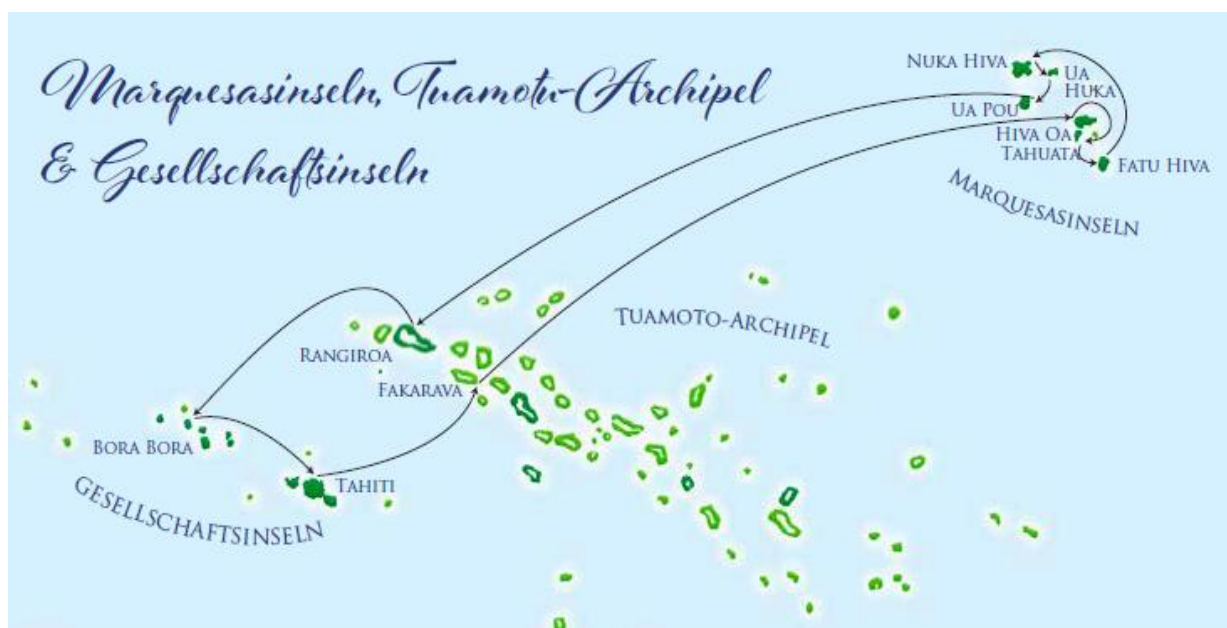 Marquesasinseln, Tuamotu-Archipel
& Gesellschaftsinseln
NUKA HIVA
UA
HUKA
UA POU
HIVA OA
TAHUATA
FATU HIVA
MARQUESASINSELN
TUAMOTO-ARCHIPEL
RANGIROA
FAKARAVA
BORA BORA
TAHITI
GESELLSCHAFTSINSELN